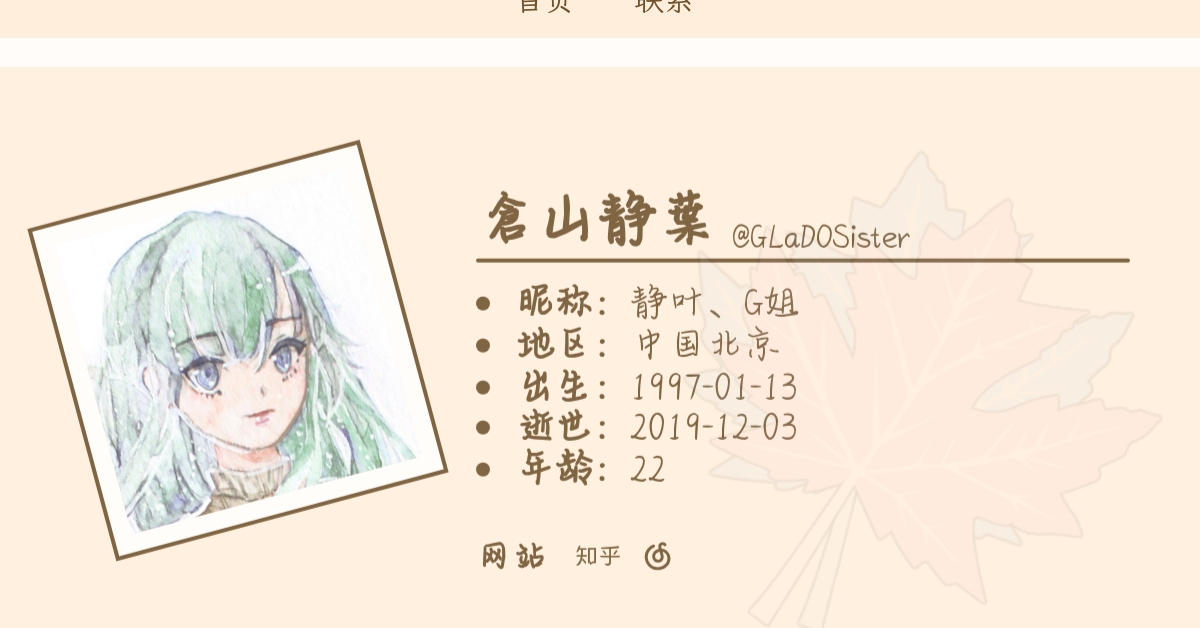 首页 联系
倉山静葉 @GLaDOSister
昵称：静叶、G姐
地区：中国北京
出生：1997-01-13
逝世：2019-12-03
年龄：22
网站 知乎